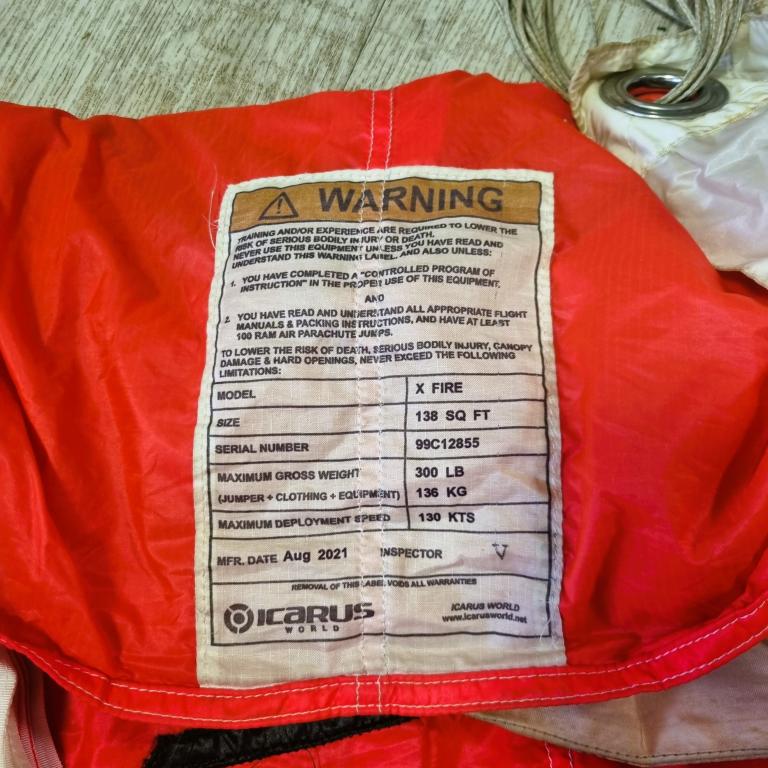 WARNING
TRAINING AND/OR EXPERIENCE ARE REQUIRED TO LOWER THE
RISK OF SERIOUS BODILY INJURY OR DEATH.
NEVER USE THIS EQUIPMENT UNLESS YOU HAVE READ AND
UNDERSTAND THIS WARNING LABEL. AND ALSO UNLESS:
1. YOU HAVE COMPLETED A "CONTROLLED PROGRAM OF
INSTRUCTION" IN THE PROPER USE OF THIS EQUIPMENT.
AND
2. YOU HAVE READ AND UNDERSTAND ALL APPROPRIATE FLIGHT
MANUALS & PACKING INSTRUCTIONS, AND HAVE AT LEAST
100 RAM AIR PARACHUTE JUMPS.
TO LOWER THE RISK OF DEATH, SERIOUS BODILY INJURY, CANOPY
DAMAGE & HARD OPENINGS, NEVER EXCEED THE FOLLOWING
LIMITATIONS:
MODEL X FIRE
SIZE 138 SQ FT
SERIAL NUMBER 99C12855
MAXIMUM GROSS WEIGHT 300 LB
(JUMPER + CLOTHING + EQUIPMENT) 136 KG
MAXIMUM DEPLOYMENT SPEED 130 KTS
MFR. DATE Aug 2021 INSPECTOR V
REMOVAL OF THIS LABEL VOIDS ALL WARRANTIES
ICARUS ICARUS WORLD
WORLD www.icarusworld.net